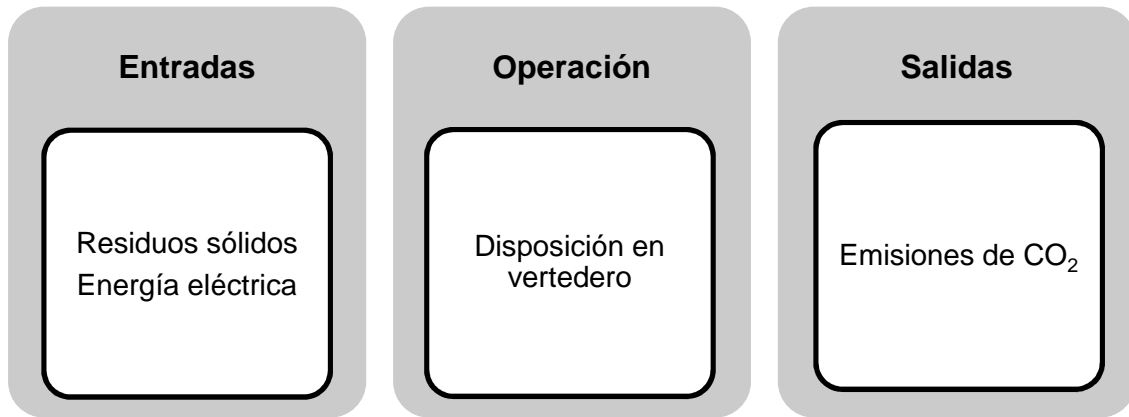 Entradas
Residuos sólidos
Energía eléctrica
Operación
Disposición en
vertedero
Salidas
Emisiones de CO₂